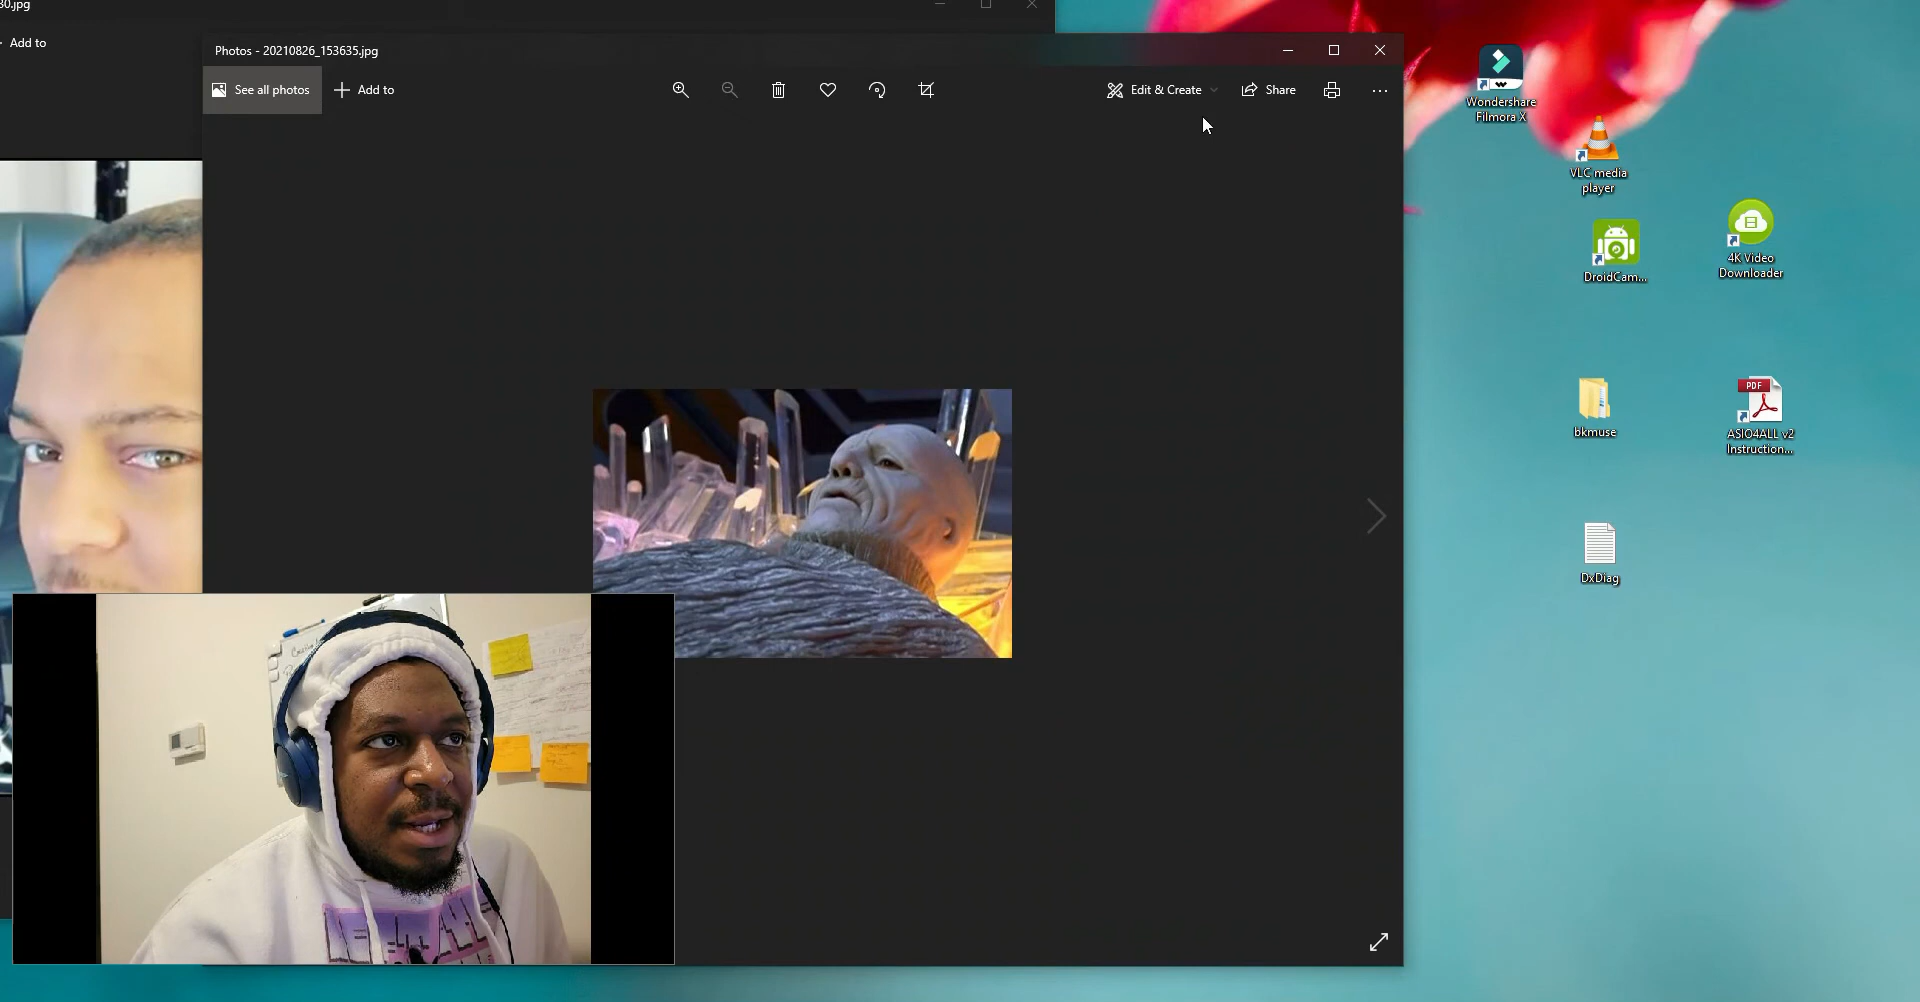 30.jpg
Add to
Photos - 20210826_153635.jpg
See all photos
Add to
Edit & Create
Share
Wondershare
Filmora X
VLC media
player
DroidCam...
4K Video
Downloader
bkmuse
PDF
ASIO4ALL v2
Instruction...
DxDiag